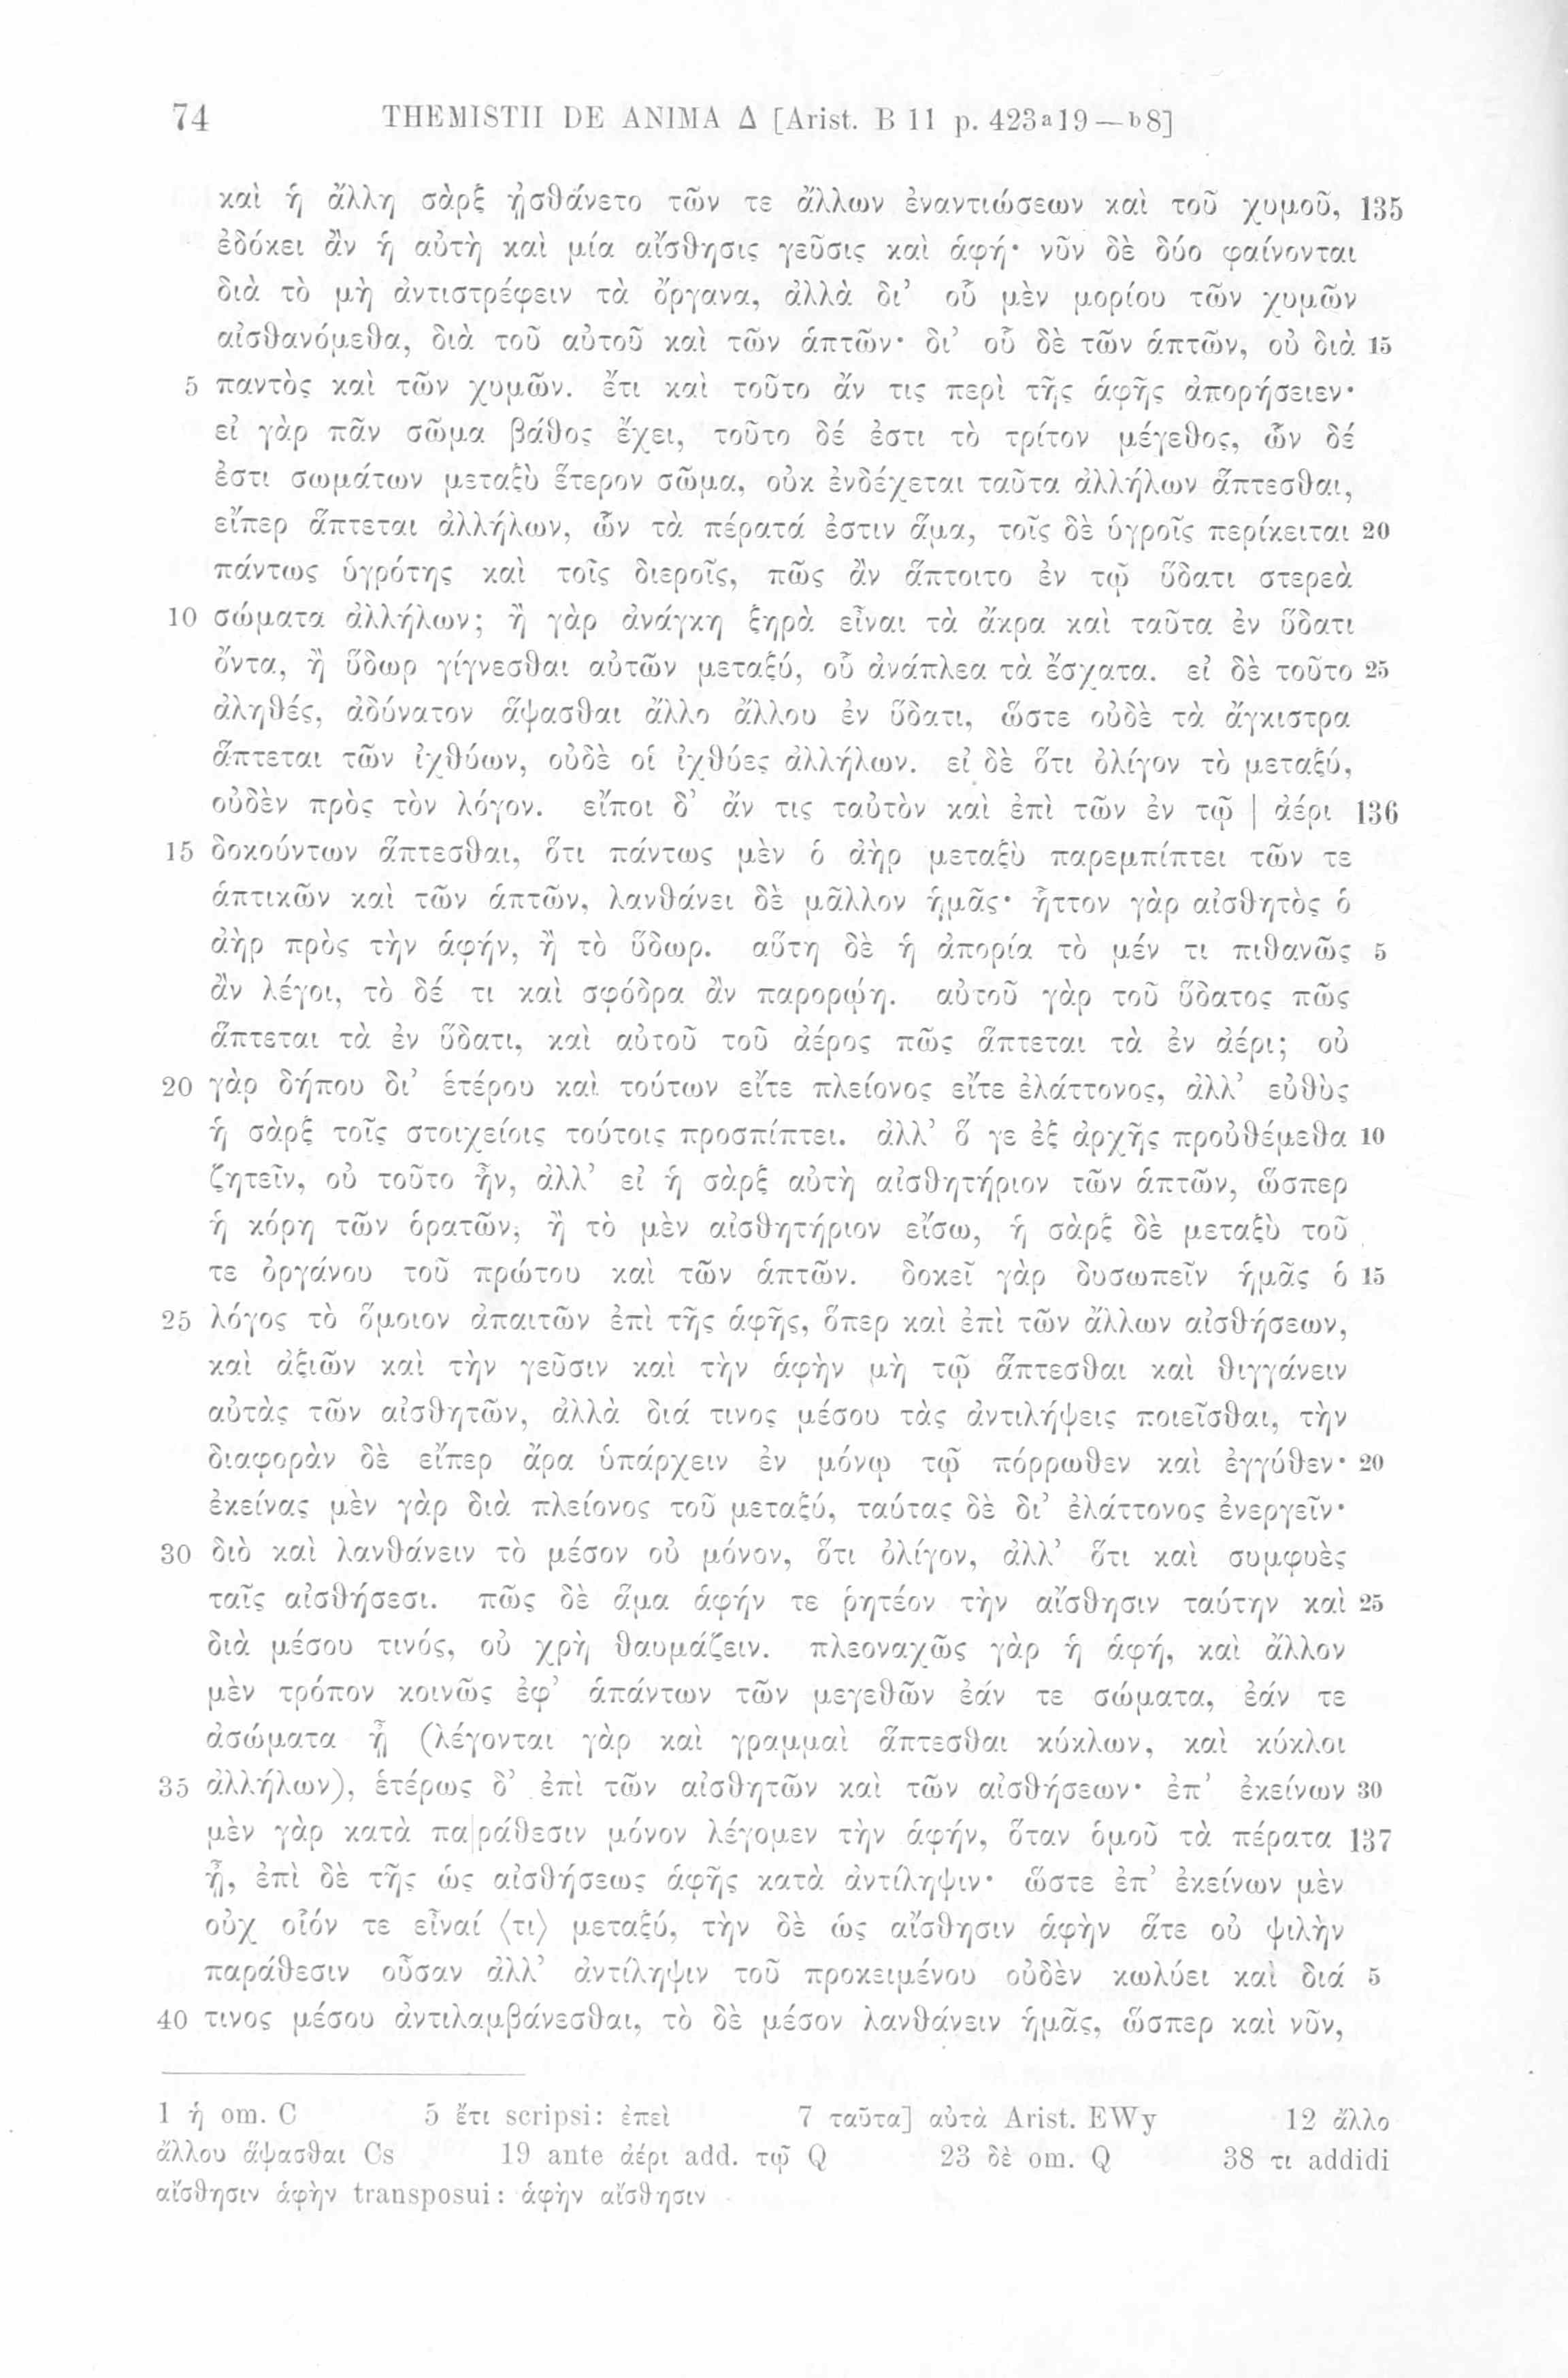 74 THEMISTII DE ANIMA Δ [Arist. B 11 p. 423a19—b8]
καὶ ἡ ἄλλη σὰρξ ᾐσθάνετο τῶν τε ἄλλων ἐναντιώσεων καὶ τοῦ χυμοῦ, 135
ἐδόκει ἂν ἡ αὐτὴ καὶ μία αἴσθησις γεῦσις καὶ ἁφή· νῦν δὲ δύο φαίνονται
διὰ τὸ μὴ ἀντιστρέφειν τὰ ὄργανα, ἀλλὰ δι’ οὗ μὲν μορίου τῶν χυμῶν
αἰσθανόμεθα, διὰ τοῦ αὐτοῦ καὶ τῶν ἁπτῶν· δι’ οὗ δὲ τῶν ἁπτῶν, οὐ διὰ 15
5 παντὸς καὶ τῶν χυμῶν. ἔτι καὶ τοῦτο ἄν τις περὶ τῆς ἁφῆς ἀπορήσειεν·
εἰ γὰρ πᾶν σῶμα βάθος ἔχει, τοῦτο δέ ἐστι τὸ τρίτον μέγεθος, ὧν δέ
ἐστι σωμάτων μεταξὺ ἕτερον σῶμα, οὐκ ἐνδέχεται ταῦτα ἀλλήλων ἅπτεσθαι,
εἴπερ ἅπτεται ἀλλήλων, ὧν τὰ πέρατά ἐστιν ἅμα, τοῖς δὲ ὑγροῖς περίκειται 20
πάντως ὑγρότης καὶ τοῖς διεροῖς, πῶς ἂν ἅπτοιτο ἐν τῷ ὕδατι στερεὰ
10 σώματα ἀλλήλων; ἢ γὰρ ἀνάγκη ξηρὰ εἶναι τὰ ἄκρα καὶ ταῦτα ἐν ὕδατι
ὄντα, ἢ ὕδωρ γίγνεσθαι αὐτῶν μεταξύ, οὗ ἀνάπλεα τὰ ἔσχατα. εἰ δὲ τοῦτο 25
ἀληθές, ἀδύνατον ἅψασθαι ἄλλο ἄλλου ἐν ὕδατι, ὥστε οὐδὲ τὰ ἄγκιστρα
ἅπτεται τῶν ἰχθύων, οὐδὲ οἱ ἰχθύες ἀλλήλων. εἰ δὲ ὅτι ὀλίγον τὸ μεταξύ,
οὐδὲν πρὸς τὸν λόγον. εἴποι δ’ ἄν τις ταὐτὸν καὶ ἐπὶ τῶν ἐν τῷ | ἀέρι 136
15 δοκούντων ἅπτεσθαι, ὅτι πάντως μὲν ὁ ἀὴρ μεταξὺ παρεμπίπτει τῶν τε
ἁπτικῶν καὶ τῶν ἁπτῶν, λανθάνει δὲ μᾶλλον ἡμᾶς· ἧττον γὰρ αἰσθητὸς ὁ
ἀὴρ πρὸς τὴν ἁφήν, ἢ τὸ ὕδωρ. αὕτη δὲ ἡ ἀπορία τὸ μέν τι πιθανῶς 5
ἂν λέγοι, τὸ δέ τι καὶ σφόδρα ἂν παρορῴη. αὐτοῦ γὰρ τοῦ ὕδατος πῶς
ἅπτεται τὰ ἐν ὕδατι, καὶ αὐτοῦ τοῦ ἀέρος πῶς ἅπτεται τὰ ἐν ἀέρι; οὐ
20 γὰρ δήπου δι’ ἑτέρου καὶ τούτων εἴτε πλείονος εἴτε ἐλάττονος, ἀλλ’ εὐθὺς
ἡ σὰρξ τοῖς στοιχείοις τούτοις προσπίπτει. ἀλλ’ ὅ γε ἐξ ἀρχῆς προὐθέμεθα 10
ζητεῖν, οὐ τοῦτο ἦν, ἀλλ’ εἰ ἡ σὰρξ αὐτὴ αἰσθητήριον τῶν ἁπτῶν, ὥσπερ
ἡ κόρη τῶν ὁρατῶν, ἢ τὸ μὲν αἰσθητήριον εἴσω, ἡ σὰρξ δὲ μεταξὺ τοῦ
τε ὀργάνου τοῦ πρώτου καὶ τῶν ἁπτῶν. δοκεῖ γὰρ δυσωπεῖν ἡμᾶς ὁ 15
25 λόγος τὸ ὅμοιον ἀπαιτῶν ἐπὶ τῆς ἁφῆς, ὅπερ καὶ ἐπὶ τῶν ἄλλων αἰσθήσεων,
καὶ ἀξιῶν καὶ τὴν γεῦσιν καὶ τὴν ἁφὴν μὴ τῷ ἅπτεσθαι καὶ θιγγάνειν
αὐτὰς τῶν αἰσθητῶν, ἀλλὰ διά τινος μέσου τὰς ἀντιλήψεις ποιεῖσθαι, τὴν
διαφορὰν δὲ εἴπερ ἄρα ὑπάρχειν ἐν μόνῳ τῷ πόρρωθεν καὶ ἐγγύθεν· 20
ἐκείνας μὲν γὰρ διὰ πλείονος τοῦ μεταξύ, ταύτας δὲ δι’ ἐλάττονος ἐνεργεῖν·
30 διὸ καὶ λανθάνειν τὸ μέσον οὐ μόνον, ὅτι ὀλίγον, ἀλλ’ ὅτι καὶ συμφυὲς
ταῖς αἰσθήσεσι. πῶς δὲ ἅμα ἁφήν τε ῥητέον τὴν αἴσθησιν ταύτην καὶ 25
διὰ μέσου τινός, οὐ χρὴ θαυμάζειν. πλεοναχῶς γὰρ ἡ ἁφή, καὶ ἄλλον
μὲν τρόπον κοινῶς ἐφ’ ἁπάντων τῶν μεγεθῶν ἐάν τε σώματα, ἐάν τε
ἀσώματα ᾖ (λέγονται γὰρ καὶ γραμμαὶ ἅπτεσθαι κύκλων, καὶ κύκλοι
35 ἀλλήλων), ἑτέρως δ’ ἐπὶ τῶν αἰσθητῶν καὶ τῶν αἰσθήσεων· ἐπ’ ἐκείνων 30
μὲν γὰρ κατὰ πα|ράθεσιν μόνον λέγομεν τὴν ἁφήν, ὅταν ὁμοῦ τὰ πέρατα 137
ᾖ, ἐπὶ δὲ τῆς ὡς αἰσθήσεως ἁφῆς κατὰ ἀντίληψιν· ὥστε ἐπ’ ἐκείνων μὲν
οὐχ οἷόν τε εἶναί ⟨τι⟩ μεταξύ, τὴν δὲ ὡς αἴσθησιν ἁφὴν ἅτε οὐ ψιλὴν
παράθεσιν οὖσαν ἀλλ’ ἀντίληψιν τοῦ προκειμένου οὐδὲν κωλύει καὶ διά 5
40 τινος μέσου ἀντιλαμβάνεσθαι, τὸ δὲ μέσον λανθάνειν ἡμᾶς, ὥσπερ καὶ νῦν,
1 ἡ om. C 5 ἔτι scripsi: ἐπεὶ 7 ταῦτα] αὐτὰ Arist. EWy 12 ἄλλο
ἄλλου ἅψασθαι Cs 19 ante ἀέρι add. τῷ Q 23 δὲ om. Q 38 τι addidi
αἴσθησιν ἁφὴν transposui: ἁφὴν αἴσθησιν